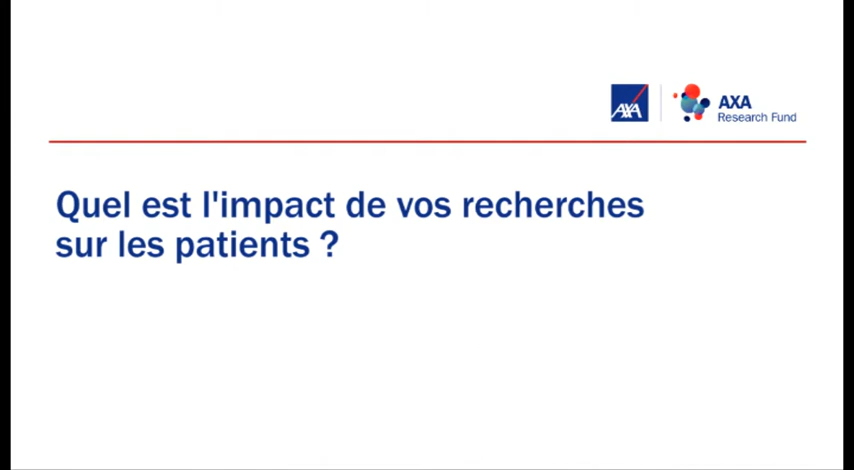 AXA
AXA
Research Fund
Quel est l'impact de vos recherches
sur les patients ?